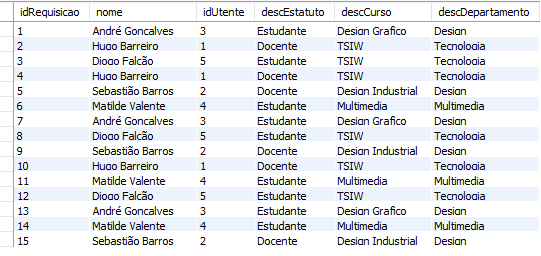 idRequisicao nome idUtente descEstatuto descCurso descDepartamento
1 André Goncalves 3 Estudante Design Grafico Design
2 Hugo Barreiro 1 Docente TSIW Tecnologia
3 Diogo Falcão 5 Estudante TSIW Tecnologia
4 Hugo Barreiro 1 Docente TSIW Tecnologia
5 Sebastião Barros 2 Docente Design Industrial Design
6 Matilde Valente 4 Estudante Multimedia Multimedia
7 André Goncalves 3 Estudante Design Grafico Design
8 Diogo Falcão 5 Estudante TSIW Tecnologia
9 Sebastião Barros 2 Docente Design Industrial Design
10 Hugo Barreiro 1 Docente TSIW Tecnologia
11 Matilde Valente 4 Estudante Multimedia Multimedia
12 Diogo Falcão 5 Estudante TSIW Tecnologia
13 André Goncalves 3 Estudante Design Grafico Design
14 Matilde Valente 4 Estudante Multimedia Multimedia
15 Sebastião Barros 2 Docente Design Industrial Design